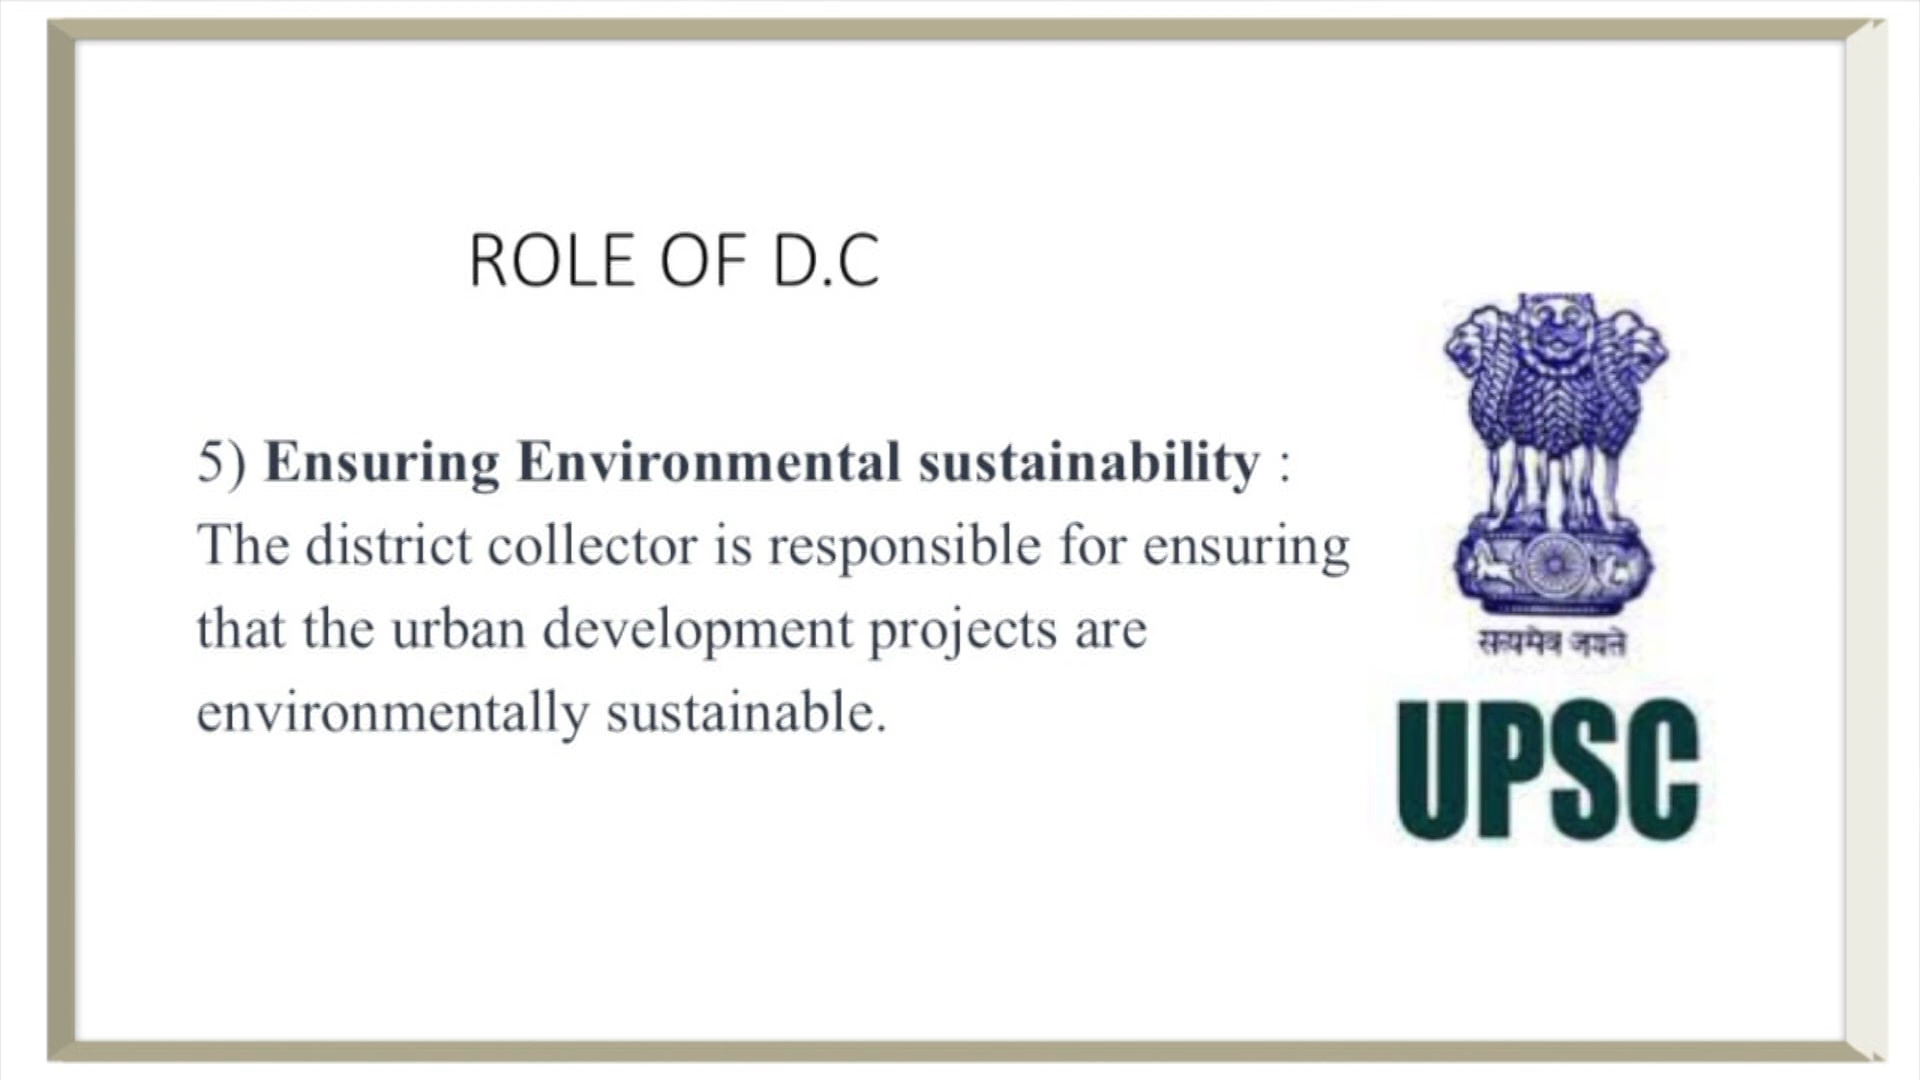 ROLE OF D.C
5) Ensuring Environmental sustainability :
The district collector is responsible for ensuring
that the urban development projects are
environmentally sustainable.
सत्यमेव जयते
UPSC